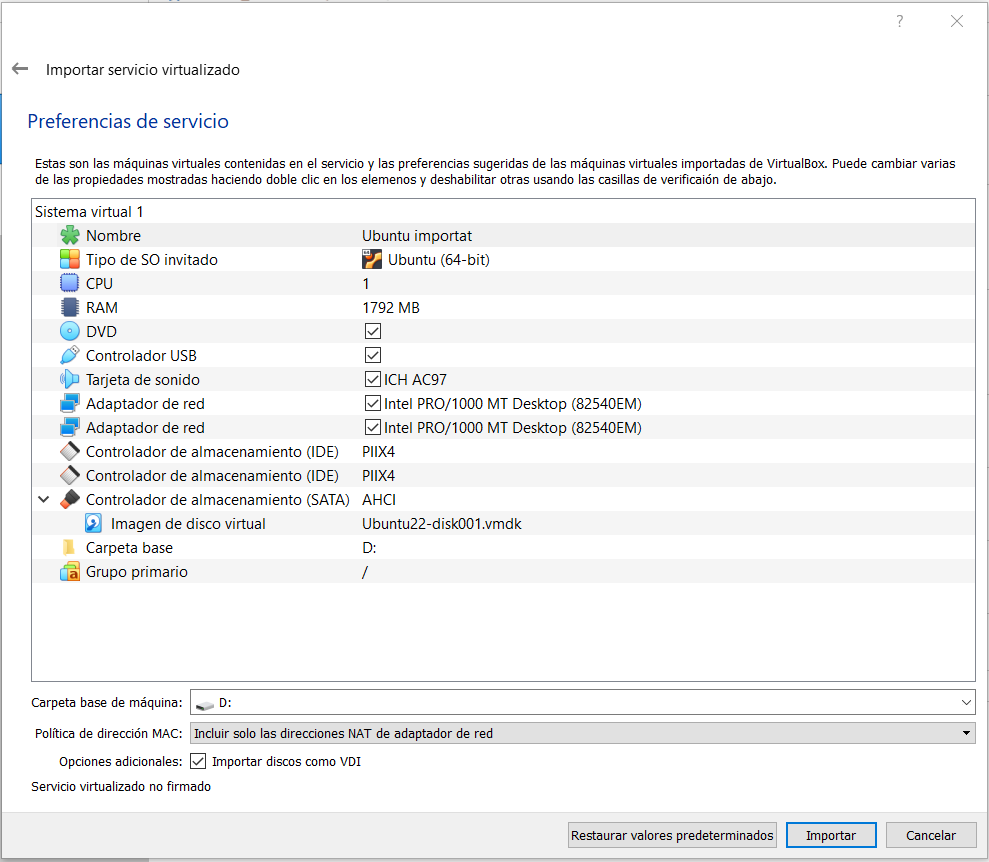 ?
Importar servicio virtualizado
Preferencias de servicio
Estas son las máquinas virtuales contenidas en el servicio y las preferencias sugeridas de las máquinas virtuales importadas de VirtualBox. Puede cambiar varias
de las propiedades mostradas haciendo doble clic en los elemenos y deshabilitar otras usando las casillas de verificaión de abajo.
Sistema virtual 1
Nombre Ubuntu importat
Tipo de SO invitado Ubuntu (64-bit)
CPU 1
RAM 1792 MB
DVD
Controlador USB
Tarjeta de sonido ICH AC97
Adaptador de red Intel PRO/1000 MT Desktop (82540EM)
Adaptador de red Intel PRO/1000 MT Desktop (82540EM)
Controlador de almacenamiento (IDE) PIIX4
Controlador de almacenamiento (IDE) PIIX4
Controlador de almacenamiento (SATA) AHCI
Imagen de disco virtual Ubuntu22-disk001.vmdk
Carpeta base D:
Grupo primario /
Carpeta base de máquina: D:
Política de dirección MAC: Incluir solo las direcciones NAT de adaptador de red
Opciones adicionales: Importar discos como VDI
Servicio virtualizado no firmado
Restaurar valores predeterminados Importar Cancelar